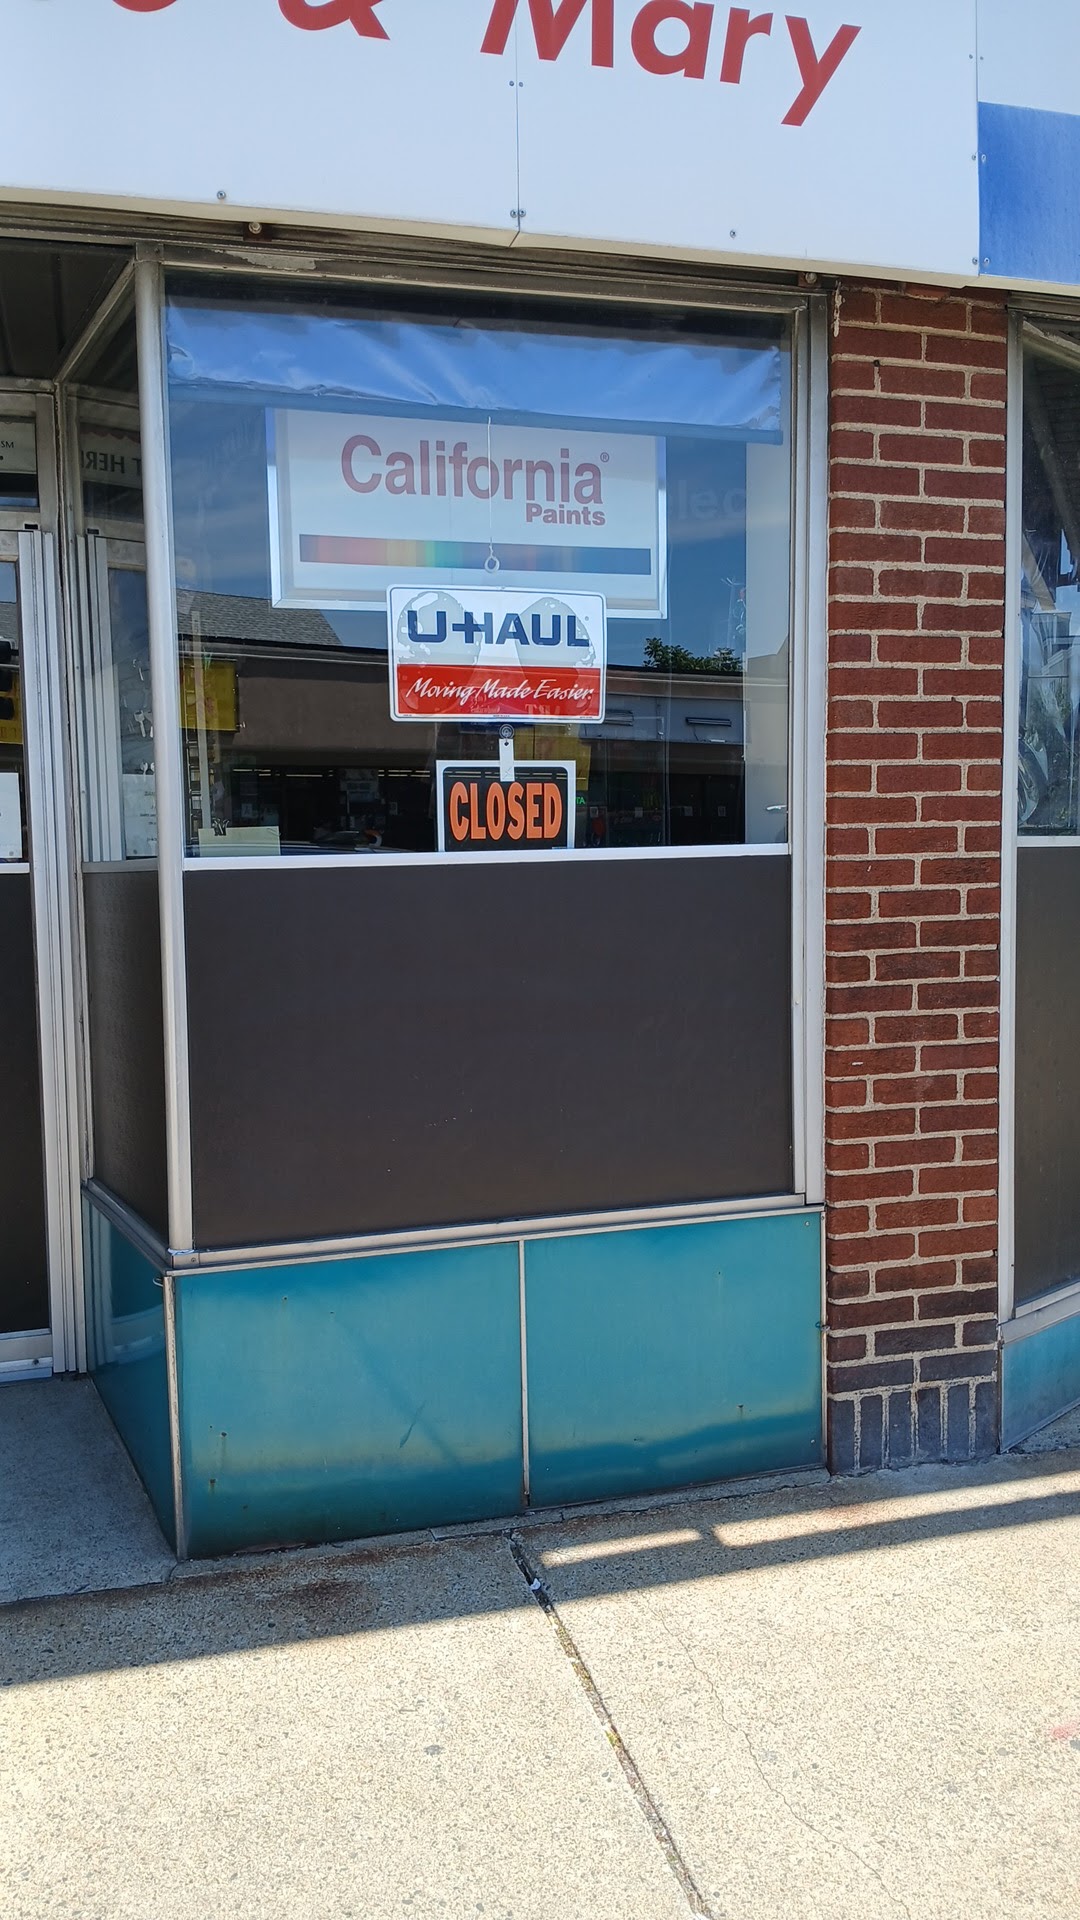 & Mary
California®
Paints
U-HAUL
Moving Made Easier.
CLOSED